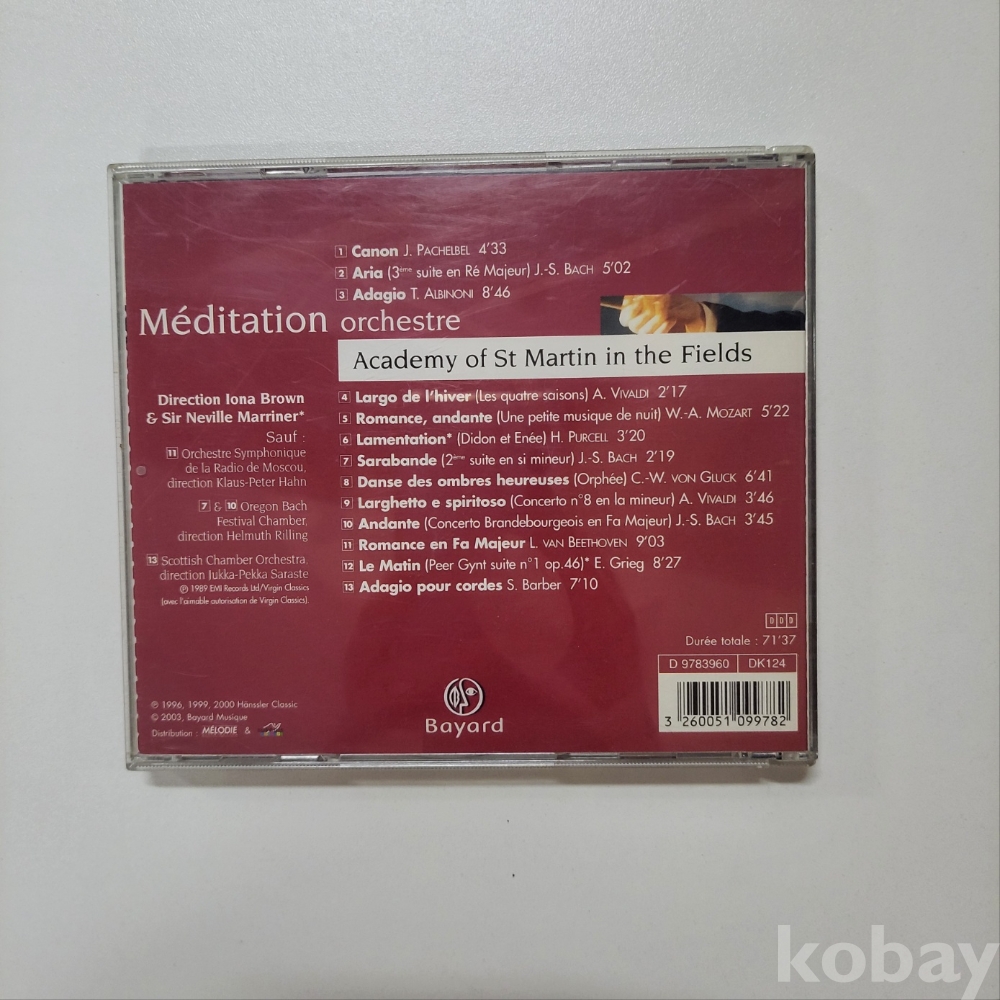 1 Canon J. PACHELBEL 4'33
2 Aria (3ème suite en Ré Majeur) J.-S. BACH 5'02
3 Adagio T. ALBINONI 8'46
Méditation orchestre
Academy of St Martin in the Fields
4 Largo de l'hiver (Les quatre saisons) A. VIVALDI 2'17
5 Romance, andante (Une petite musique de nuit) W.-A. MOZART 5'22
6 Lamentation* (Didon et Enée) H. PURCELL 3'20
7 Sarabande (2ème suite en si mineur) J.-S. BACH 2'19
8 Danse des ombres heureuses (Orphée) C.-W. VON GLUCK 6'41
9 Larghetto e spiritoso (Concerto n°8 en la mineur) A. VIVALDI 3'46
10 Andante (Concerto Brandebourgeois en Fa Majeur) J.-S. BACH 3'45
11 Romance en Fa Majeur L. VAN BEETHOVEN 9'03
12 Le Matin (Peer Gynt suite n°1 op.46)* E. Grieg 8'27
13 Adagio pour cordes S. Barber 7'10
Direction Iona Brown
& Sir Neville Marriner*
Sauf :
11 Orchestre Symphonique
de la Radio de Moscou,
direction Klaus-Peter Hahn
7 & 10 Oregon Bach
Festival Chamber,
direction Helmuth Rilling
13 Scottish Chamber Orchestra,
direction Jukka-Pekka Saraste
℗ 1989 EMI Records Ltd/Virgin Classics
(avec l'aimable autorisation de Virgin Classics).
DDD
Durée totale : 71'37
D 9783960 DK124
3 260051 099782
℗ 1996, 1999, 2000 Hänssler Classic
© 2003, Bayard Musique
Distribution : MÉLODIE &
Bayard
kobay